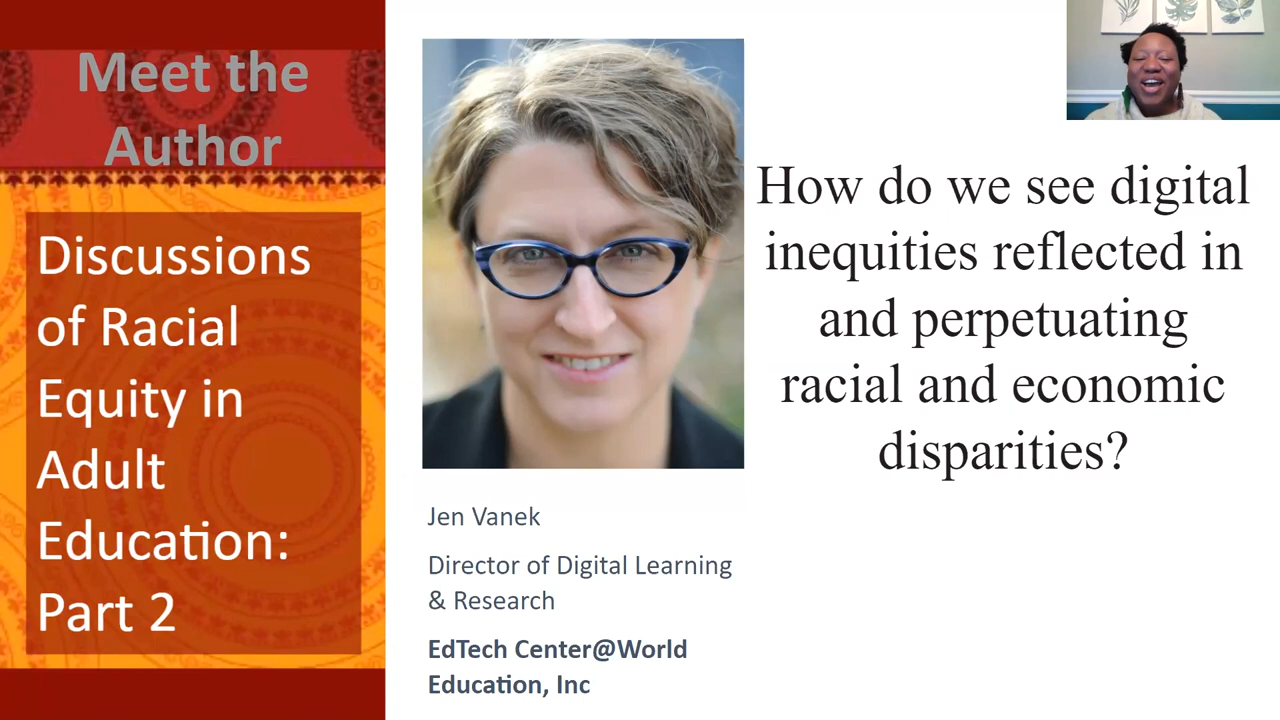 Meet the
Author
Discussions
of Racial
Equity in
Adult
Education:
Part 2
Jen Vanek
Director of Digital Learning
& Research
EdTech Center@World
Education, Inc
How do we see digital
inequities reflected in
and perpetuating
racial and economic
disparities?